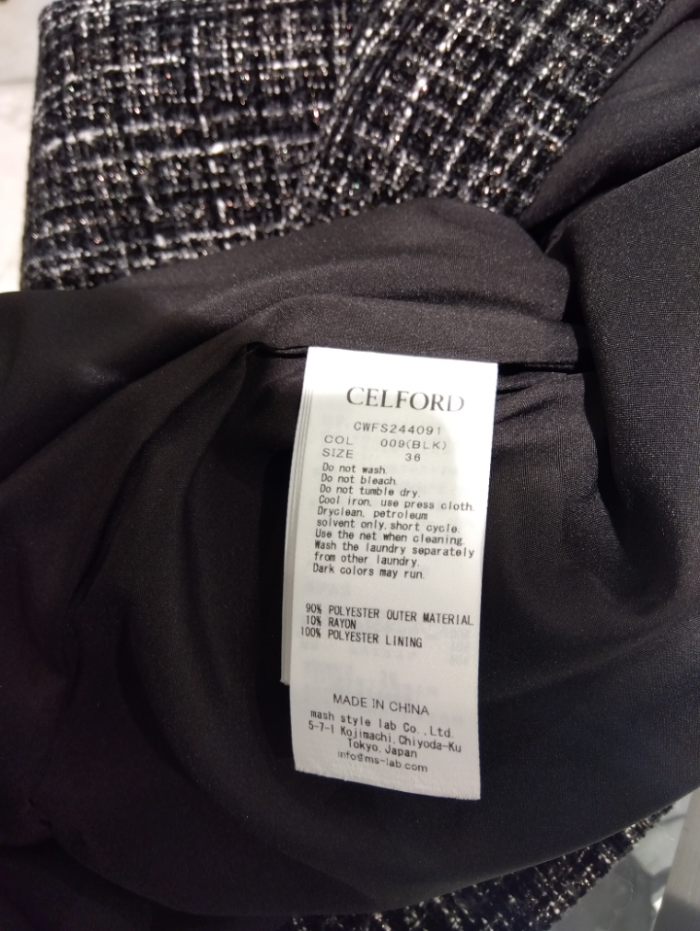 CELFORD
CWFS244091
COL 009(BLK)
SIZE 36
Do not wash.
Do not bleach.
Do not tumble dry.
Cool iron, use press cloth.
Dryclean, petroleum
solvent only, short cycle.
Use the net when cleaning.
Wash the laundry separately
from other laundry.
Dark colors may run.
90% POLYESTER OUTER MATERIAL
10% RAYON
100% POLYESTER LINING
MADE IN CHINA
mash style lab Co.,Ltd.
5-7-1 Kojimachi,Chiyoda-Ku
Tokyo,Japan
info@ms-lab.com